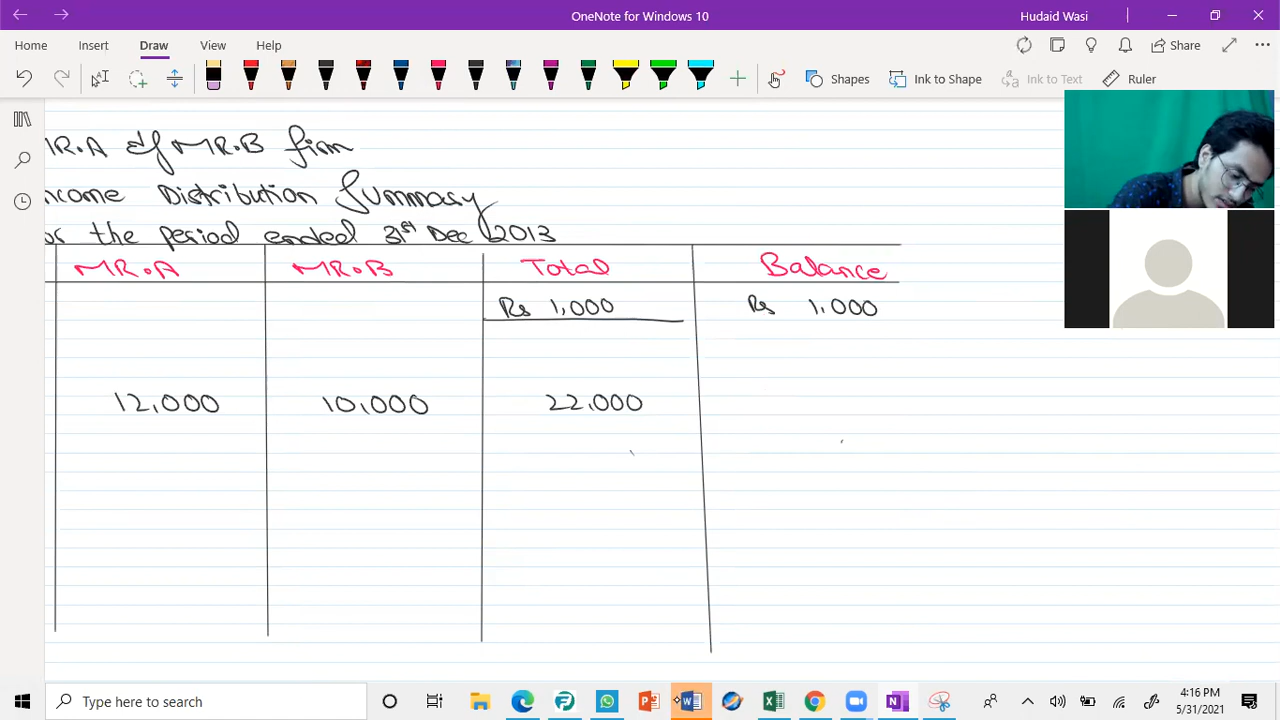 OneNote for Windows 10
Hudaid Wasi
Home Insert Draw View Help
Share
Shapes
Ink to Shape
Ink to Text
Ruler
MR.A & MR.B firm
ncome Distribution Summary
or the period ended 31st Dec 2013
MR.A MR.B Total Balance
Rs 1,000 Rs 1,000
12,000 10,000 22,000
Type here to search
4:16 PM
5/31/2021